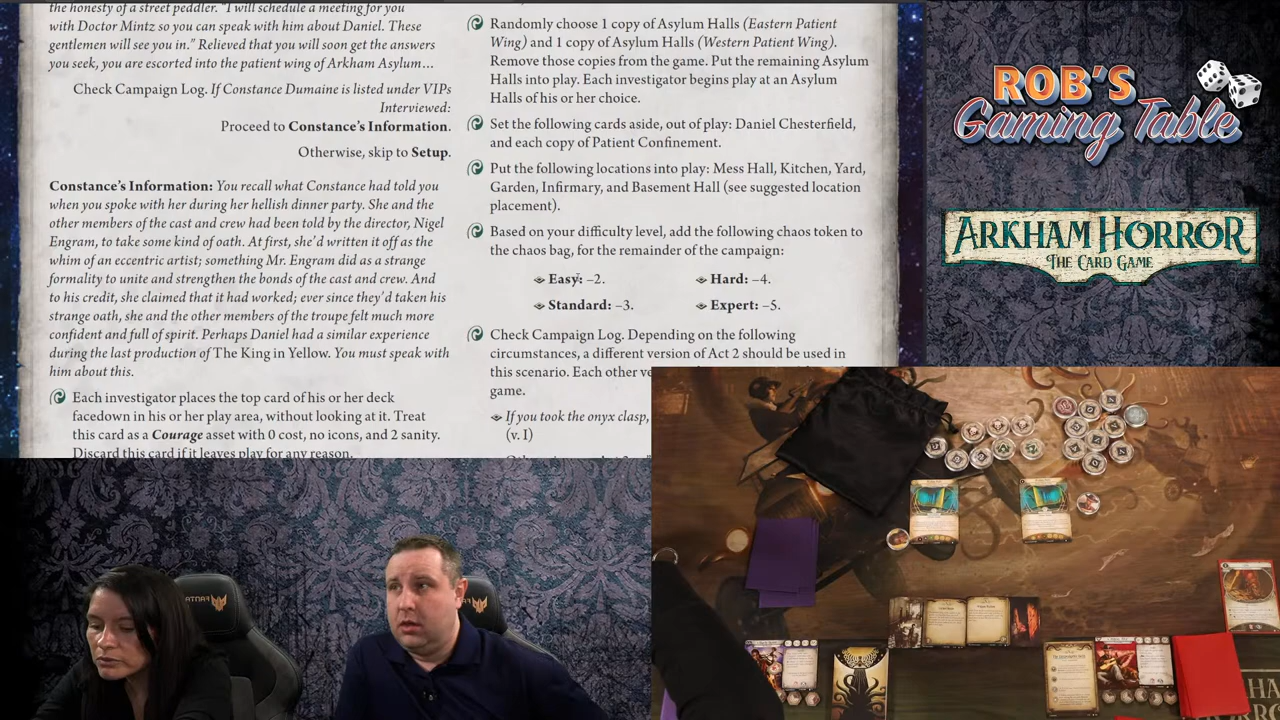 the honesty of a street peddler. "I will schedule a meeting for you
with Doctor Mintz so you can speak with him about Daniel. These
gentlemen will see you in." Relieved that you will soon get the answers
you seek, you are escorted into the patient wing of Arkham Asylum…
Check Campaign Log. If Constance Dumaine is listed under VIPs
Interviewed:
Proceed to Constance's Information.
Otherwise, skip to Setup.
Constance's Information: You recall what Constance had told you
when you spoke with her during her hellish dinner party. She and the
other members of the cast and crew had been told by the director, Nigel
Engram, to take some kind of oath. At first, she'd written it off as the
whim of an eccentric artist; something Mr. Engram did as a strange
formality to unite and strengthen the bonds of the cast and crew. And
to his credit, she claimed that it had worked; ever since they'd taken his
strange oath, she and the other members of the troupe felt much more
confident and full of spirit. Perhaps Daniel had a similar experience
during the last production of The King in Yellow. You must speak with
him about this.
Each investigator places the top card of his or her deck
facedown in his or her play area, without looking at it. Treat
this card as a Courage asset with 0 cost, no icons, and 2 sanity.
Discard this card if it leaves play for any reason.
Randomly choose 1 copy of Asylum Halls (Eastern Patient
Wing) and 1 copy of Asylum Halls (Western Patient Wing).
Remove those copies from the game. Put the remaining Asylum
Halls into play. Each investigator begins play at an Asylum
Halls of his or her choice.
Set the following cards aside, out of play: Daniel Chesterfield,
and each copy of Patient Confinement.
Put the following locations into play: Mess Hall, Kitchen, Yard,
Garden, Infirmary, and Basement Hall (see suggested location
placement).
Based on your difficulty level, add the following chaos token to
the chaos bag, for the remainder of the campaign:
Easy: –2.
Hard: –4.
Standard: –3.
Expert: –5.
Check Campaign Log. Depending on the following
circumstances, a different version of Act 2 should be used in
this scenario. Each other ve
game.
If you took the onyx clasp,
(v. I)
ROB'S
Gaming Table
ARKHAM HORROR
THE CARD GAME